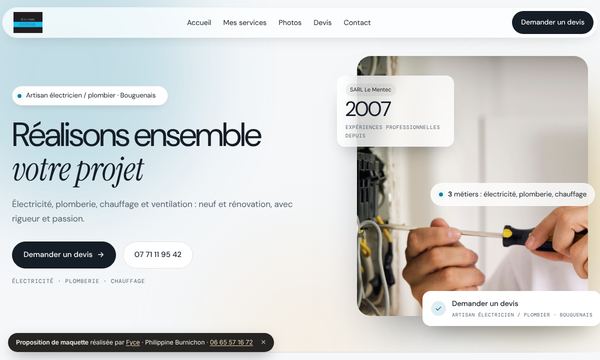 Accueil Mes services Photos Devis Contact Demander un devis
Artisan électricien / plombier · Bouguenais
Réalisons ensemble
votre projet
Électricité, plomberie, chauffage et ventilation : neuf et rénovation, avec
rigueur et passion.
Demander un devis → 07 71 11 95 42
ÉLECTRICITÉ · PLOMBERIE · CHAUFFAGE
SARL Le Mentec
2007
EXPÉRIENCES PROFESSIONNELLES
DEPUIS
3 métiers : électricité, plomberie, chauffage
Demander un devis
ARTISAN ÉLECTRICIEN / PLOMBIER · BOUGUENAIS
Proposition de maquette réalisée par Fyce · Philippine Burnichon · 06 65 57 16 72 ×